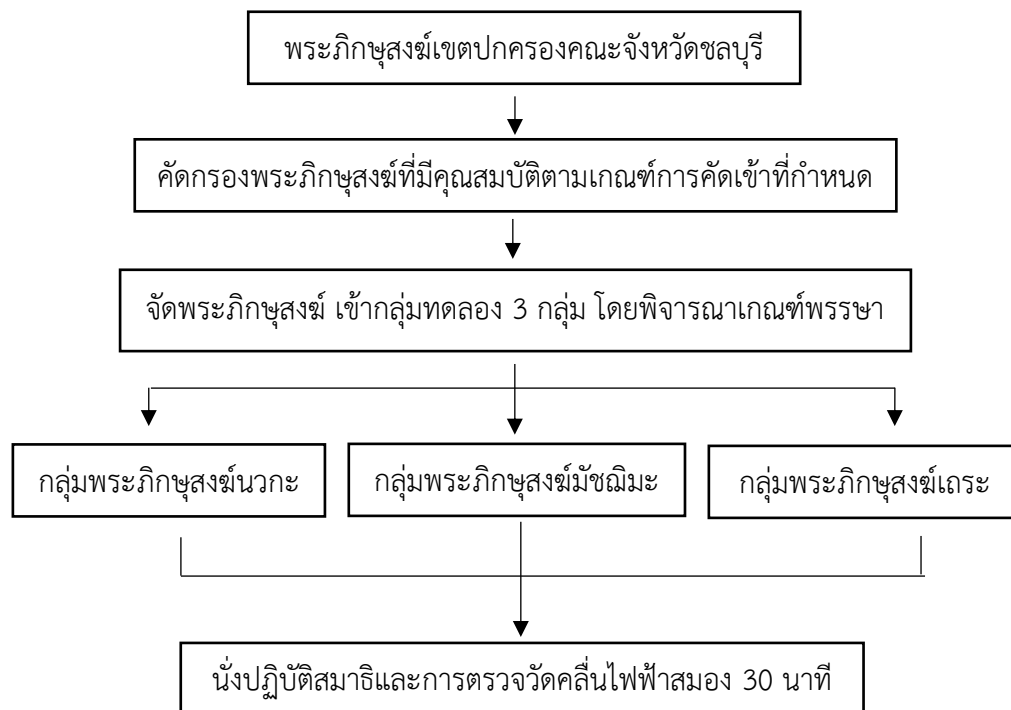 พระภิกษุสงฆ์เขตปกครองคณะจังหวัดชลบุรี
คัดกรองพระภิกษุสงฆ์ที่มีคุณสมบัติตามเกณฑ์การคัดเข้าที่กำหนด
จัดพระภิกษุสงฆ์ เข้ากลุ่มทดลอง 3 กลุ่ม โดยพิจารณาเกณฑ์พรรษา
กลุ่มพระภิกษุสงฆ์นวกะ
กลุ่มพระภิกษุสงฆ์มัชฌิมะ
กลุ่มพระภิกษุสงฆ์เถระ
นั่งปฏิบัติสมาธิและการตรวจวัดคลื่นไฟฟ้าสมอง 30 นาที